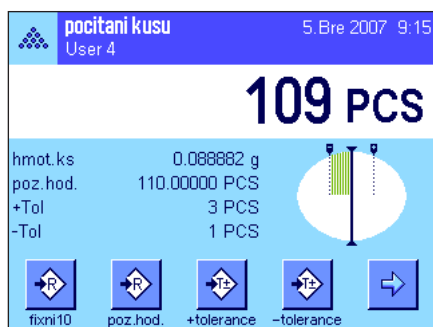 pocitani kusu 5.Bre 2007 9:15
User 4
109 PCS
hmot.ks 0.088882 g
poz.hod. 110.00000 PCS
+Tol 3 PCS
-Tol 1 PCS
R R T± T±
fixni10 poz.hod. +tolerance -tolerance